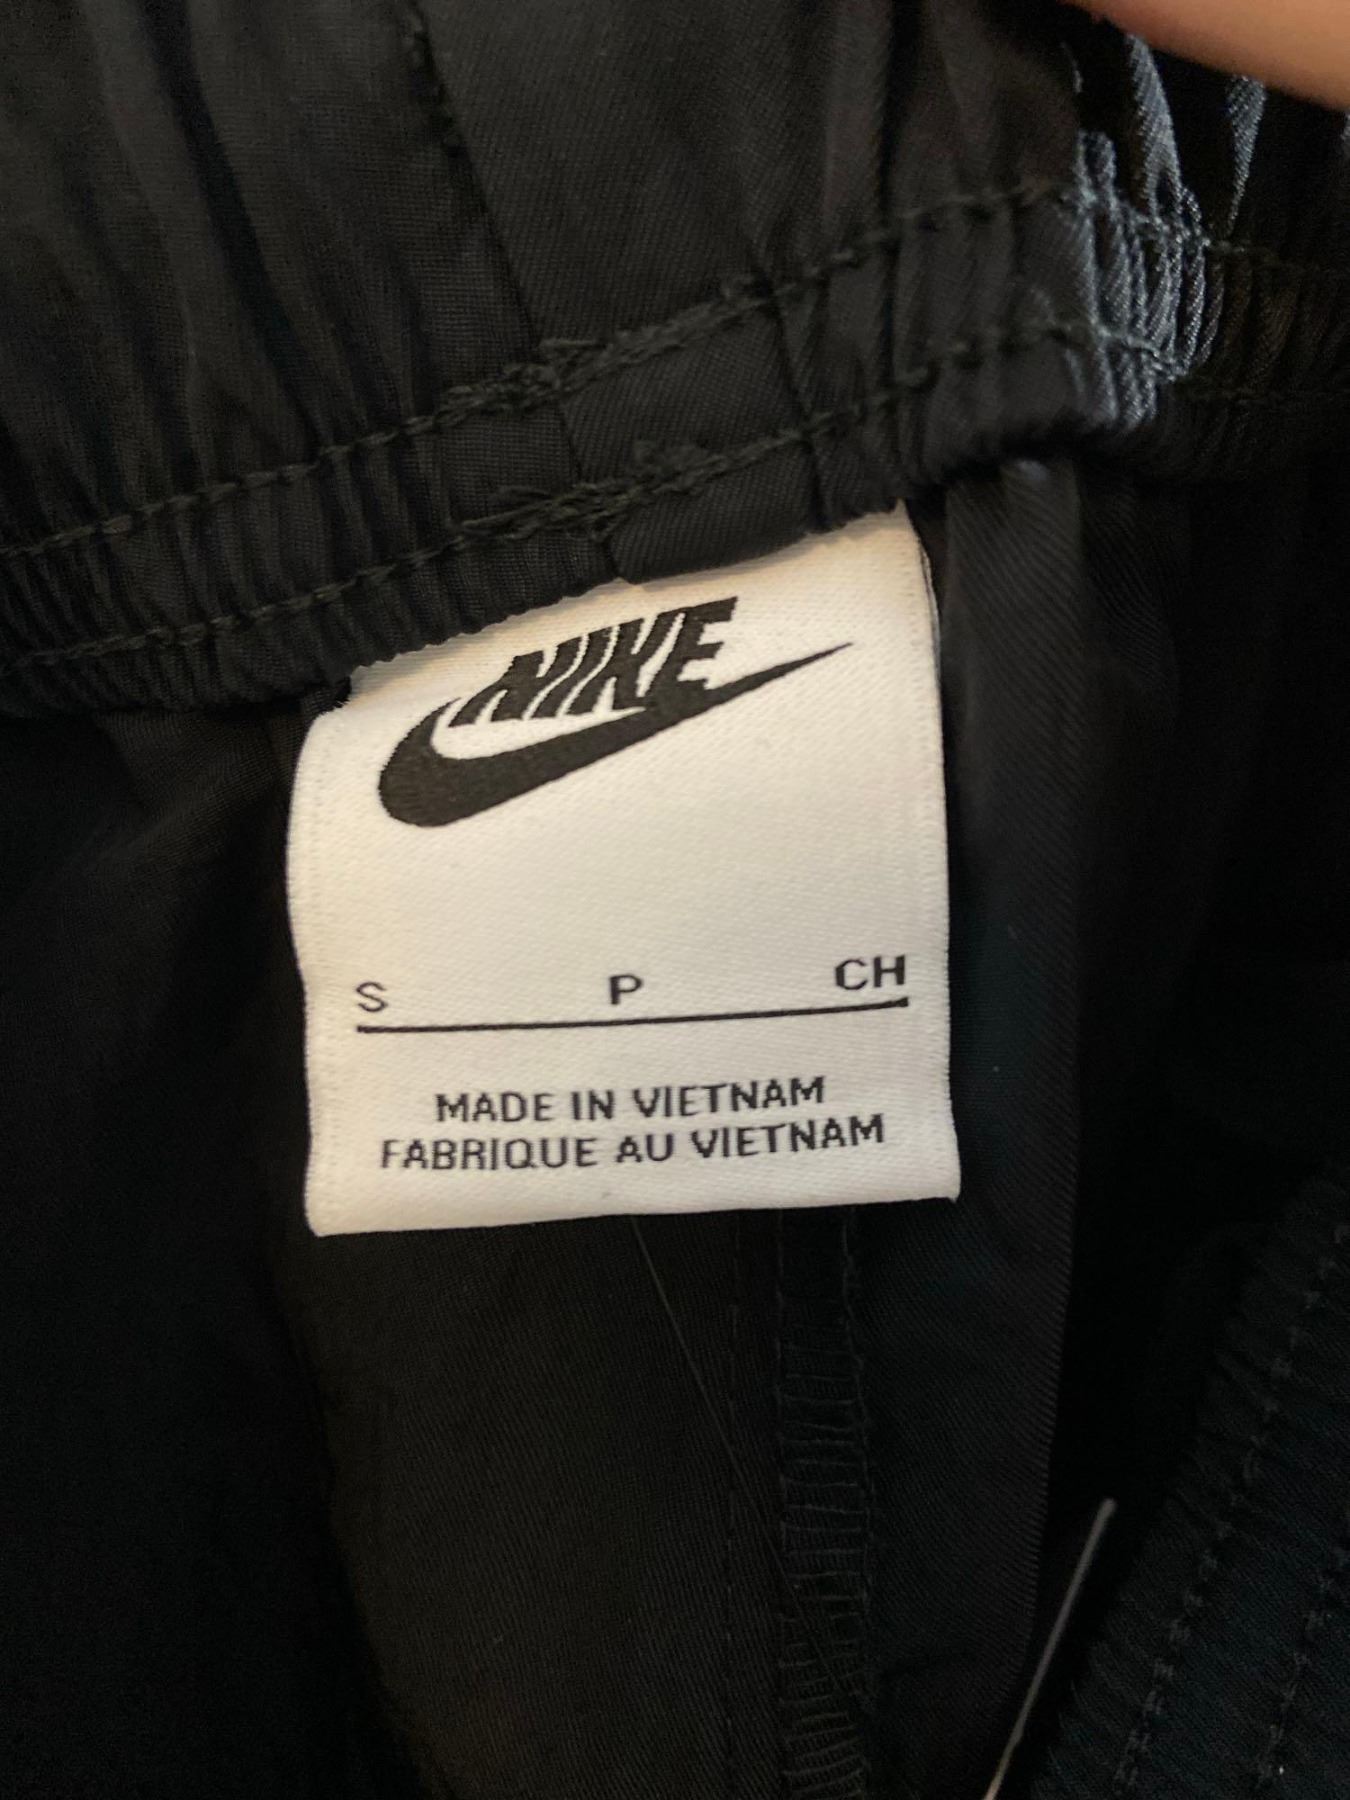 NIKE
S P CH
MADE IN VIETNAM
FABRIQUE AU VIETNAM